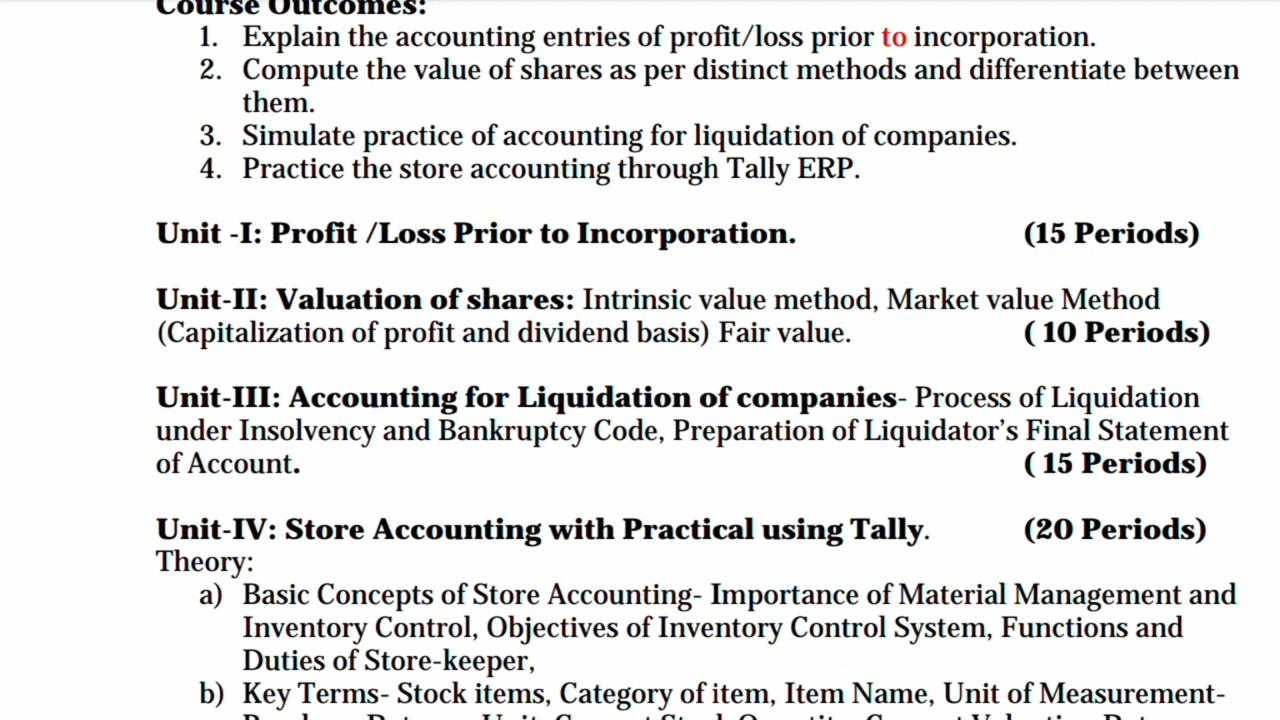 Course Outcomes:
1. Explain the accounting entries of profit/loss prior to incorporation.
2. Compute the value of shares as per distinct methods and differentiate between
them.
3. Simulate practice of accounting for liquidation of companies.
4. Practice the store accounting through Tally ERP.
Unit -I: Profit /Loss Prior to Incorporation. (15 Periods)
Unit-II: Valuation of shares: Intrinsic value method, Market value Method
(Capitalization of profit and dividend basis) Fair value. ( 10 Periods)
Unit-III: Accounting for Liquidation of companies- Process of Liquidation
under Insolvency and Bankruptcy Code, Preparation of Liquidator’s Final Statement
of Account. ( 15 Periods)
Unit-IV: Store Accounting with Practical using Tally. (20 Periods)
Theory:
a) Basic Concepts of Store Accounting- Importance of Material Management and
Inventory Control, Objectives of Inventory Control System, Functions and
Duties of Store-keeper,
b) Key Terms- Stock items, Category of item, Item Name, Unit of Measurement-